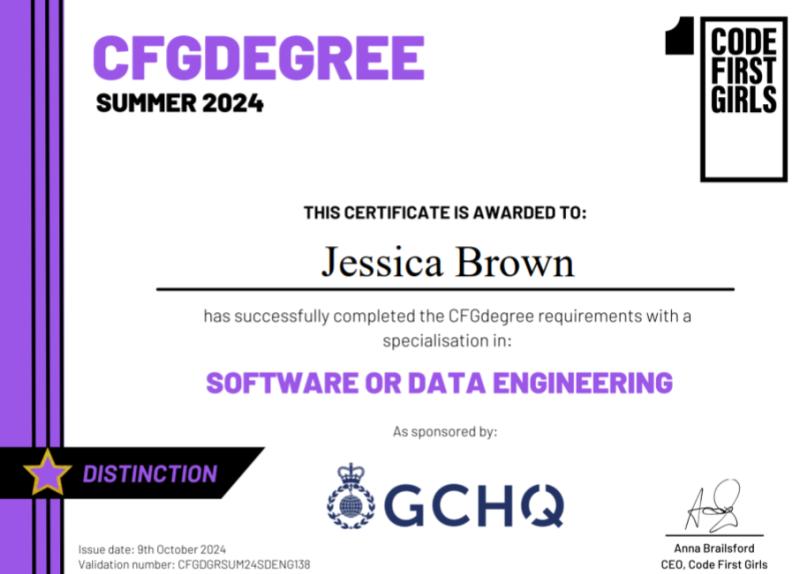 CFGDEGREE
SUMMER 2024
1
CODE
FIRST
GIRLS
THIS CERTIFICATE IS AWARDED TO:
Jessica Brown
has successfully completed the CFGdegree requirements with a
specialisation in:
SOFTWARE OR DATA ENGINEERING
As sponsored by:
DISTINCTION
GCHQ
Issue date: 9th October 2024
Validation number: CFGDGRSUM24SDENG138
Anna Brailsford
CEO, Code First Girls